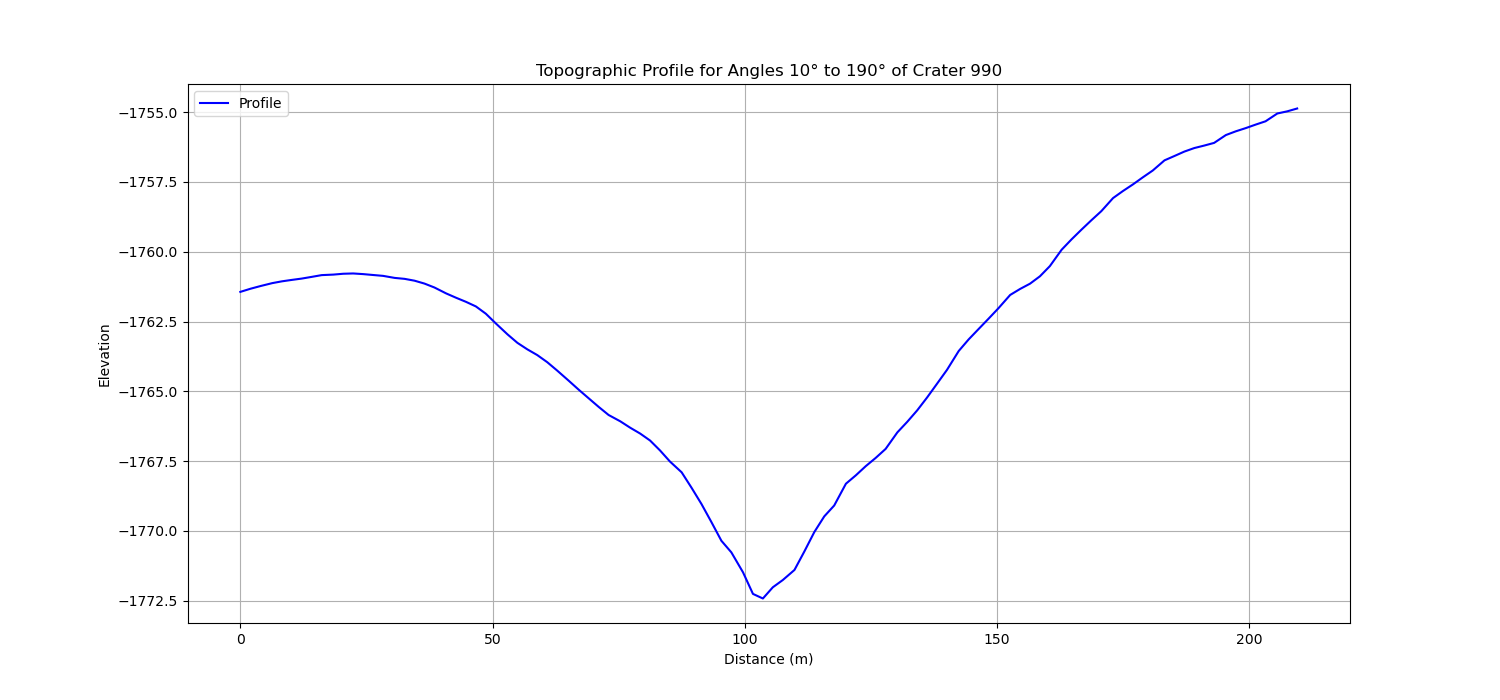 Topographic Profile for Angles 10° to 190° of Crater 990
Profile
−1755.0
−1757.5
−1760.0
−1762.5
−1765.0
−1767.5
−1770.0
−1772.5
Elevation
0 50 100 150 200
Distance (m)